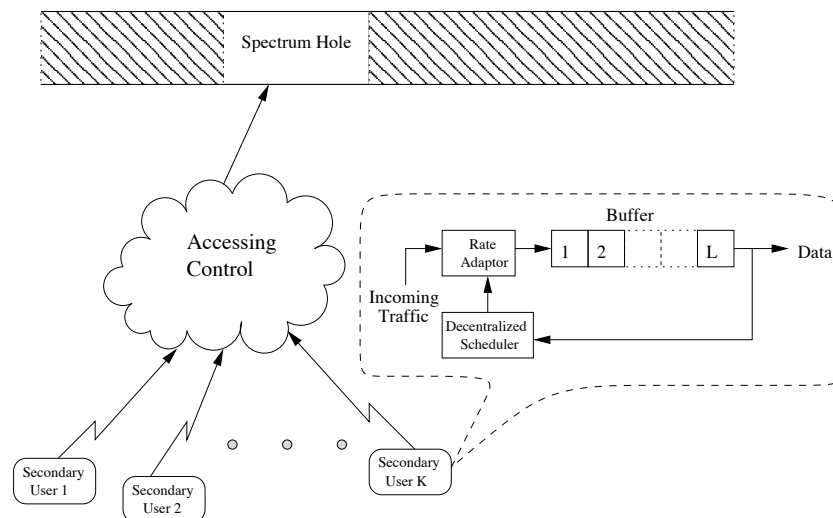 Spectrum Hole
Accessing
Control
Buffer
Rate
Adaptor
1 2 L
Data
Incoming
Traffic
Decentralized
Scheduler
Secondary
User 1
Secondary
User 2
Secondary
User K